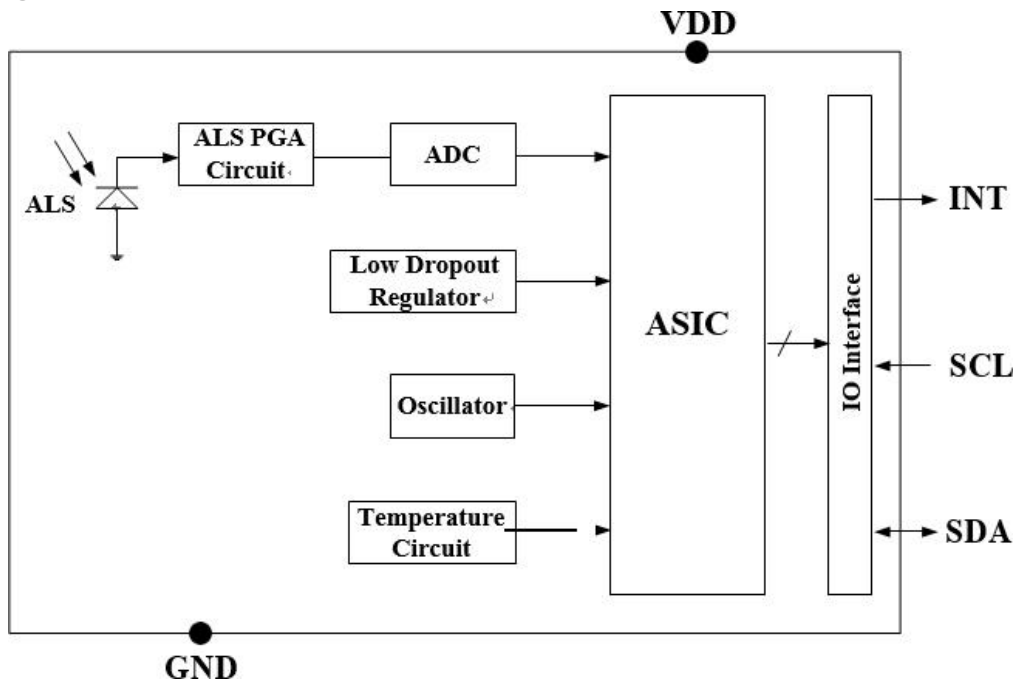 VDD
ALS PGA
Circuit
ADC
ALS
Low Dropout
Regulator
Oscillator
Temperature
Circuit
ASIC
IO Interface
INT
SCL
SDA
GND